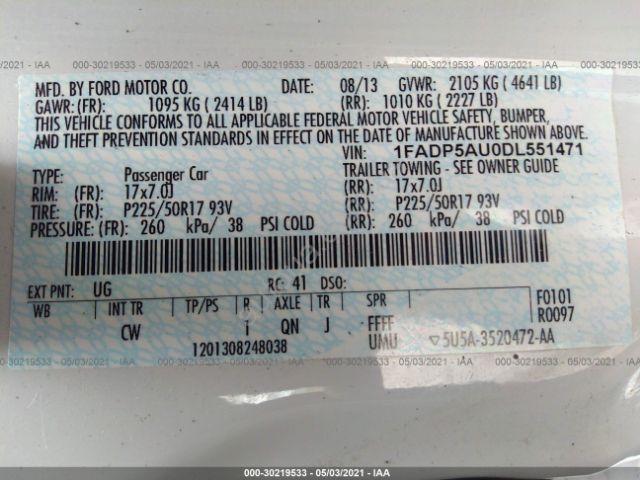 000-30219533 - 05/03/2021 - IAA
MFD. BY FORD MOTOR CO. DATE: 08/13 GVWR: 2105 KG ( 4641 LB)
GAWR: (FR): 1095 KG ( 2414 LB) (RR): 1010 KG ( 2227 LB)
THIS VEHICLE CONFORMS TO ALL APPLICABLE FEDERAL MOTOR VEHICLE SAFETY, BUMPER,
AND THEFT PREVENTION STANDARDS IN EFFECT ON THE DATE OF MANUFACTURE SHOWN ABOVE.
VIN: 1FADP5AU0DL551471
TYPE: Passenger Car TRAILER TOWING - SEE OWNER GUIDE
RIM: (FR): 17x7.0J (RR): 17x7.0J
TIRE: (FR): P225/50R17 93V (RR): P225/50R17 93V
PRESSURE: (FR): 260 kPa/ 38 PSI COLD (RR): 260 kPa/ 38 PSI COLD
EXT PNT: UG RC: 41 DSO:
WB INT TR TP/PS R AXLE TR SPR F0101
R0097
CW i QN J FFFF
1201308248038 UMU ▽5U5A-3520472-AA
000-30219533 - 05/03/2021 - IAA